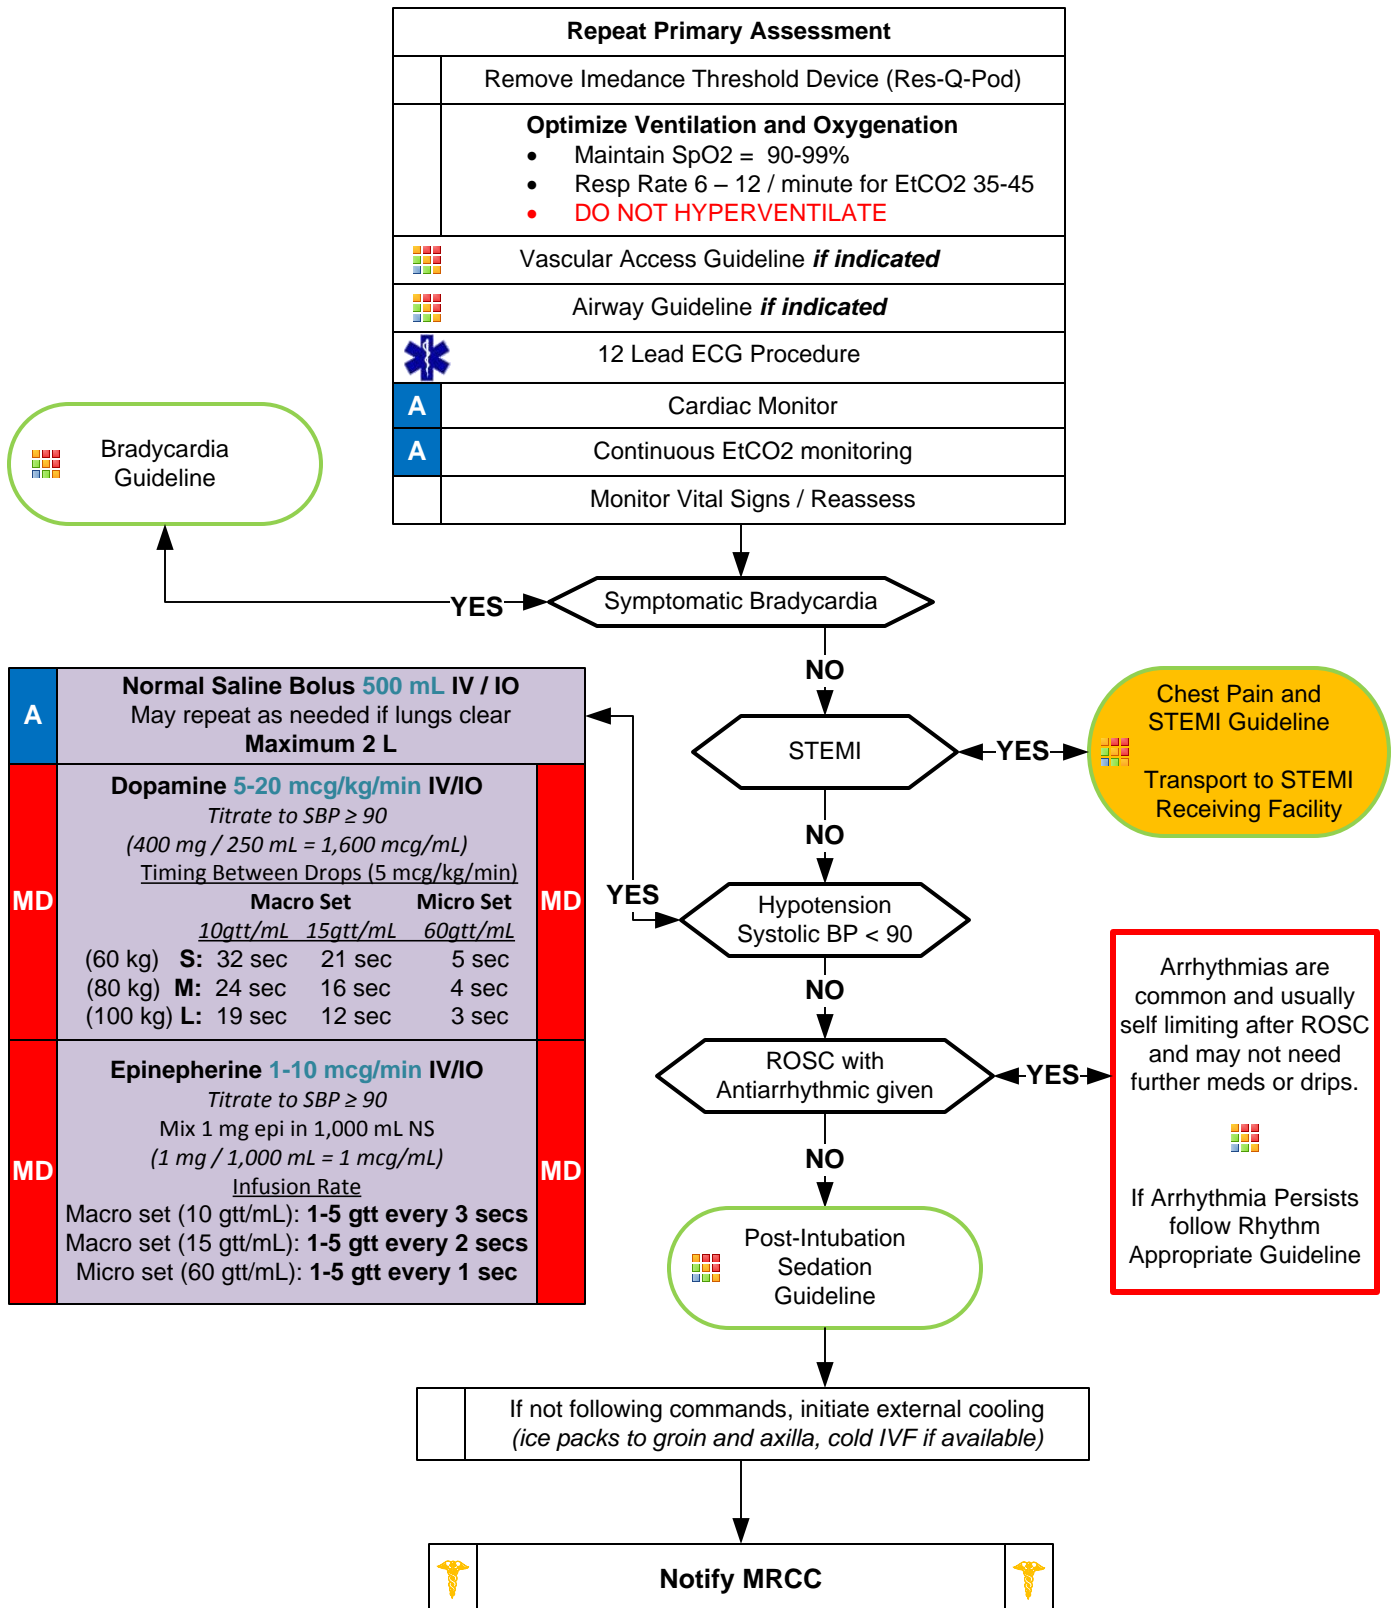 Repeat Primary Assessment
Remove Imedance Threshold Device (Res-Q-Pod)
Optimize Ventilation and Oxygenation
• Maintain SpO2 = 90-99%
• Resp Rate 6 – 12 / minute for EtCO2 35-45
• DO NOT HYPERVENTILATE
Vascular Access Guideline if indicated
Airway Guideline if indicated
12 Lead ECG Procedure
A
Cardiac Monitor
A
Continuous EtCO2 monitoring
Monitor Vital Signs / Reassess
Bradycardia
Guideline
YES
Symptomatic Bradycardia
NO
STEMI
YES
Chest Pain and
STEMI Guideline
Transport to STEMI
Receiving Facility
NO
Hypotension
Systolic BP < 90
YES
A
Normal Saline Bolus 500 mL IV / IO
May repeat as needed if lungs clear
Maximum 2 L
MD
MD
Dopamine 5-20 mcg/kg/min IV/IO
Titrate to SBP ≥ 90
(400 mg / 250 mL = 1,600 mcg/mL)
Timing Between Drops (5 mcg/kg/min)
Macro Set Micro Set
10gtt/mL 15gtt/mL 60gtt/mL
(60 kg) S: 32 sec 21 sec 5 sec
(80 kg) M: 24 sec 16 sec 4 sec
(100 kg) L: 19 sec 12 sec 3 sec
MD
MD
Epinepherine 1-10 mcg/min IV/IO
Titrate to SBP ≥ 90
Mix 1 mg epi in 1,000 mL NS
(1 mg / 1,000 mL = 1 mcg/mL)
Infusion Rate
Macro set (10 gtt/mL): 1-5 gtt every 3 secs
Macro set (15 gtt/mL): 1-5 gtt every 2 secs
Micro set (60 gtt/mL): 1-5 gtt every 1 sec
NO
ROSC with
Antiarrhythmic given
YES
Arrhythmias are
common and usually
self limiting after ROSC
and may not need
further meds or drips.
If Arrhythmia Persists
follow Rhythm
Appropriate Guideline
NO
Post-Intubation
Sedation
Guideline
If not following commands, initiate external cooling
(ice packs to groin and axilla, cold IVF if available)
Notify MRCC